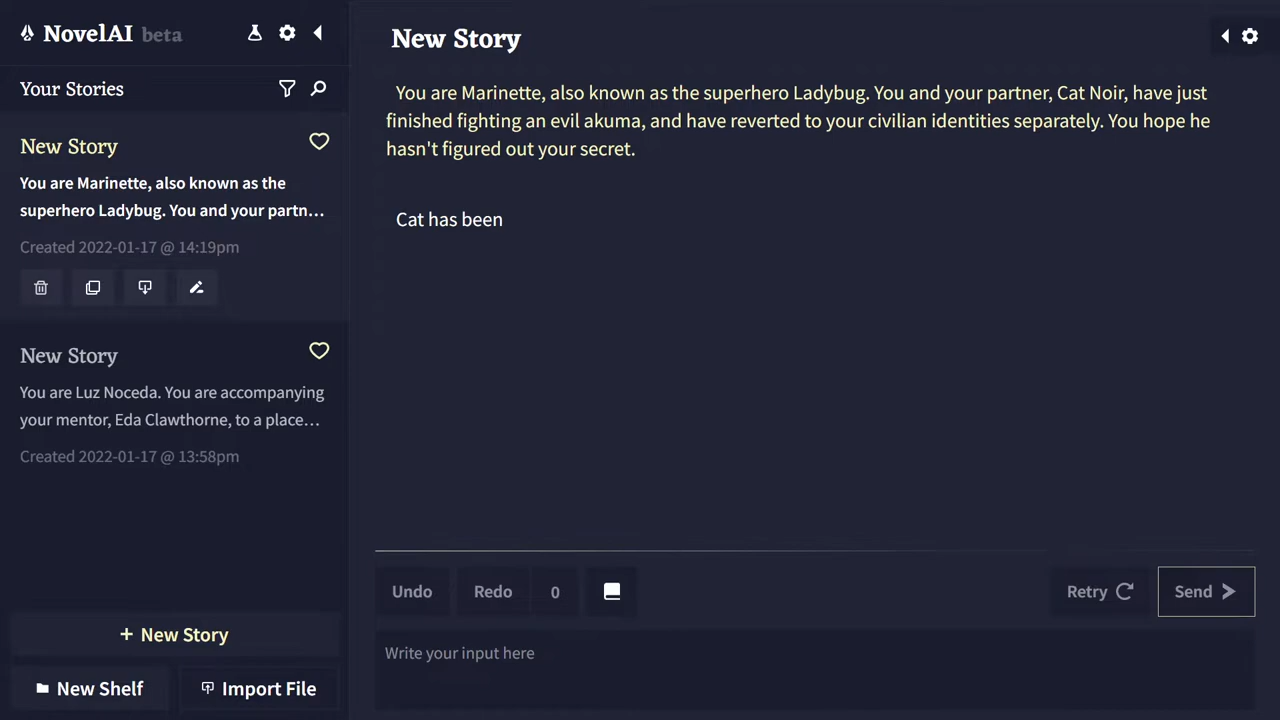 NovelAI beta
Your Stories
New Story
You are Marinette, also known as the
superhero Ladybug. You and your partn…
Created 2022-01-17 @ 14:19pm
New Story
You are Luz Noceda. You are accompanying
your mentor, Eda Clawthorne, to a place…
Created 2022-01-17 @ 13:58pm
+ New Story
New Shelf
Import File
New Story
You are Marinette, also known as the superhero Ladybug. You and your partner, Cat Noir, have just
finished fighting an evil akuma, and have reverted to your civilian identities separately. You hope he
hasn't figured out your secret.
Cat has been
Undo
Redo
0
Retry
Send
Write your input here